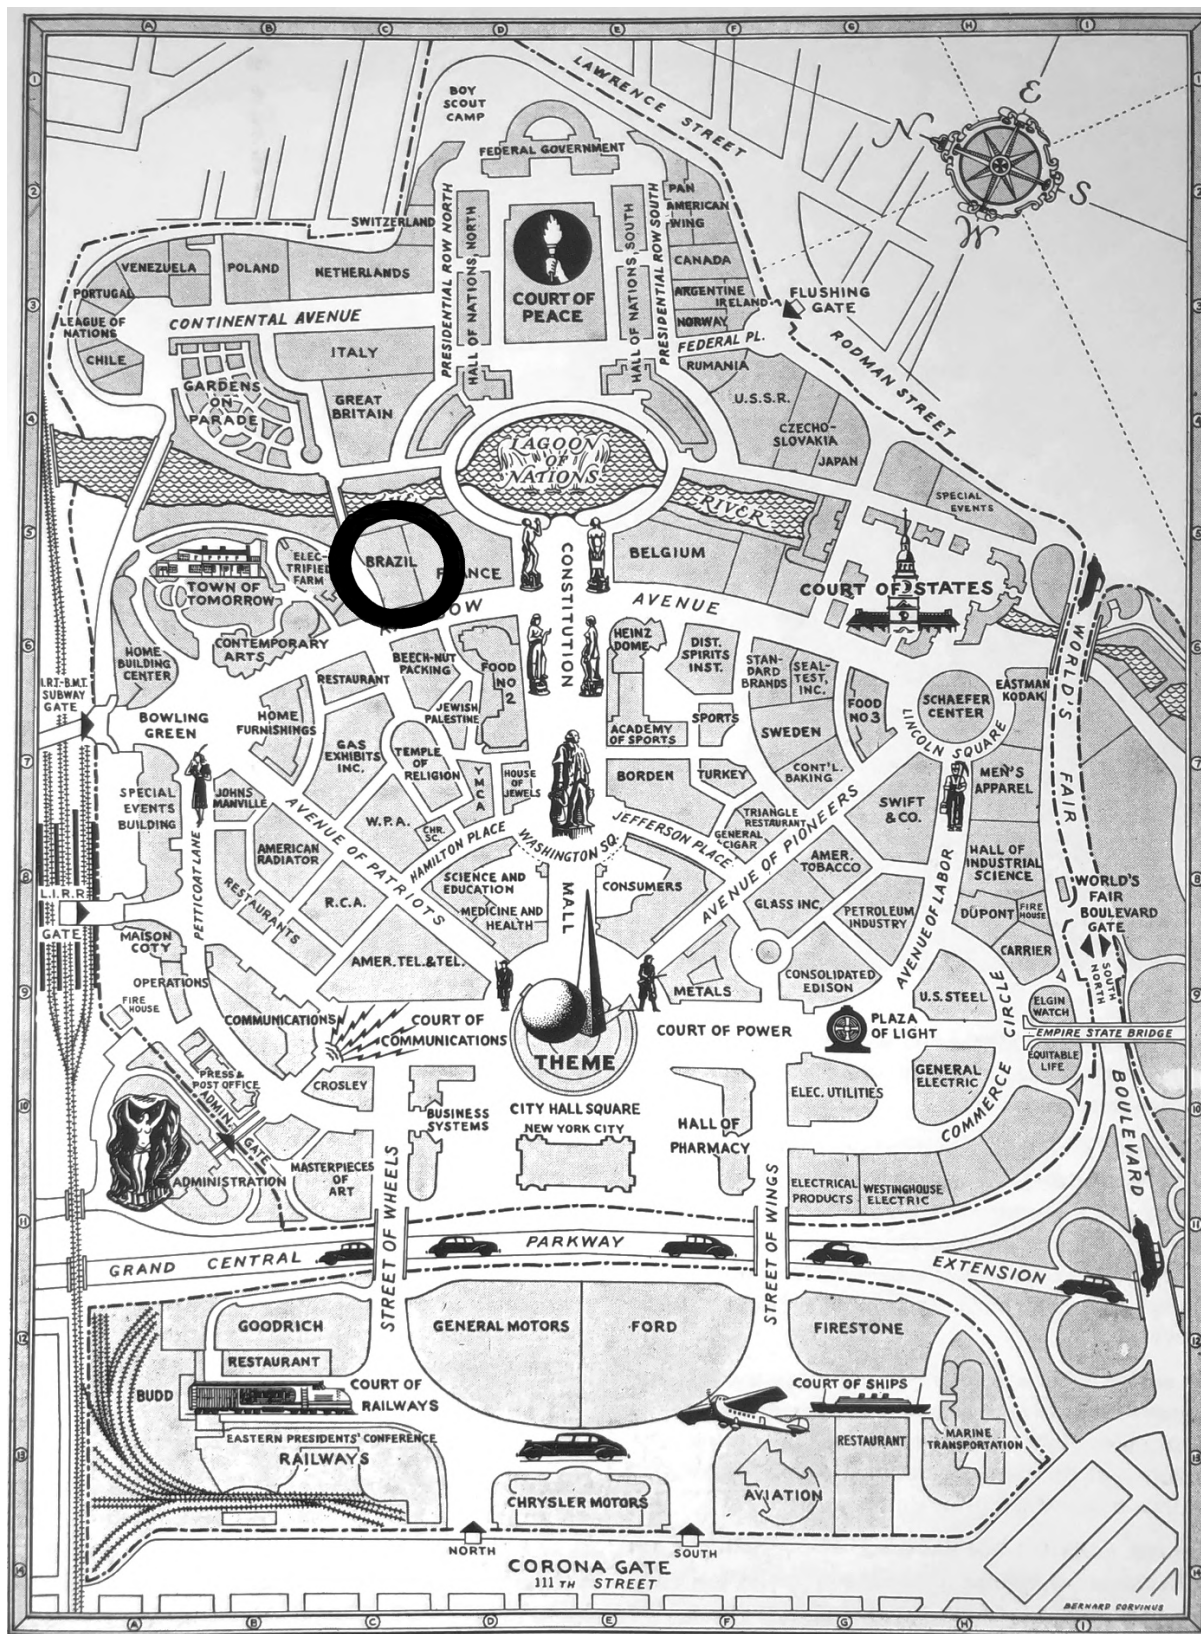 A B C D E F G H I
1
LAWRENCE STREET
BOY
SCOUT
CAMP
FEDERAL GOVERNMENT
N E S W
2
PAN
AMERICAN
WING
SWITZERLAND
PRESIDENTIAL ROW NORTH
HALL OF NATIONS, NORTH
HALL OF NATIONS, SOUTH
PRESIDENTIAL ROW SOUTH
VENEZUELA
POLAND
NETHERLANDS
CANADA
COURT OF
PEACE
PORTUGAL
ARGENTINE
IRELAND
FLUSHING
GATE
3
LEAGUE OF
NATIONS
CONTINENTAL AVENUE
NORWAY
FEDERAL PL.
CHILE
ITALY
RUMANIA
RODMAN STREET
GARDENS
ON
PARADE
GREAT
BRITAIN
U.S.S.R.
4
CZECHO-
SLOVAKIA
JAPAN
LAGOON
OF
NATIONS
RIVER
SPECIAL
EVENTS
5
BRAZIL
FRANCE
CONSTITUTION
MALL
BELGIUM
ELEC-
TRIFIED
FARM
TOWN OF
TOMORROW
COURT OF STATES
AVENUE
6
HOME
BUILDING
CENTER
CONTEMPORARY
ARTS
BEECH-NUT
PACKING
FOOD
NO
2
HEINZ
DOME
DIST.
SPIRITS
INST.
STAN-
DARD
BRANDS
SEAL-
TEST,
INC.
I.R.T-B.M.T.
SUBWAY
GATE
RESTAURANT
FOOD
NO 3
SCHAEFER
CENTER
EASTMAN
KODAK
WORLD'S FAIR
BOULEVARD
BOWLING
GREEN
HOME
FURNISHINGS
JEWISH
PALESTINE
ACADEMY
OF SPORTS
SPORTS
SWEDEN
LINCOLN SQUARE
7
GAS
EXHIBITS
INC.
TEMPLE
OF
RELIGION
YMCA
HOUSE
OF
JEWELS
BORDEN
TURKEY
CONT'L.
BAKING
MEN'S
APPAREL
SPECIAL
EVENTS
BUILDING
JOHNS
MANVILLE
AVENUE OF PATRIOTS
W.P.A.
CHR.
SC.
HAMILTON PLACE
WASHINGTON SQ.
JEFFERSON PLACE
TRIANGLE
RESTAURANT
GENERAL
CIGAR
AVENUE OF PIONEERS
SWIFT
& CO.
PETTICOAT LANE
8
AMERICAN
RADIATOR
SCIENCE AND
EDUCATION
CONSUMERS
AMER.
TOBACCO
HALL OF
INDUSTRIAL
SCIENCE
L.I.R.R.
GATE
RESTAURANTS
R.C.A.
MEDICINE AND
HEALTH
GLASS INC.
PETROLEUM
INDUSTRY
AVENUE OF LABOR
DUPONT
FIRE
HOUSE
WORLD'S
FAIR
BOULEVARD
GATE
MAISON
COTY
AMER. TEL. & TEL.
CARRIER
NORTH
SOUTH
9
OPERATIONS
METALS
CONSOLIDATED
EDISON
U.S. STEEL
FIRE
HOUSE
COMMUNICATIONS
COURT OF
COMMUNICATIONS
COURT OF POWER
PLAZA
OF LIGHT
COMMERCE CIRCLE
ELGIN
WATCH
EMPIRE STATE BRIDGE
THEME
EQUITABLE
LIFE
PRESS &
POST OFFICE
CROSLEY
ELEC. UTILITIES
GENERAL
ELECTRIC
10
ADMIN.
GATE
BUSINESS
SYSTEMS
CITY HALL SQUARE
NEW YORK CITY
HALL OF
PHARMACY
ADMINISTRATION
MASTERPIECES
OF
ART
STREET OF WHEELS
STREET OF WINGS
ELECTRICAL
PRODUCTS
WESTINGHOUSE
ELECTRIC
11
GRAND CENTRAL PARKWAY EXTENSION
12
GOODRICH
GENERAL MOTORS
FORD
FIRESTONE
RESTAURANT
BUDD
COURT OF
RAILWAYS
COURT OF SHIPS
EASTERN PRESIDENTS' CONFERENCE
RAILWAYS
RESTAURANT
MARINE
TRANSPORTATION
13
CHRYSLER MOTORS
AVIATION
NORTH
SOUTH
CORONA GATE
111TH STREET
14
BERNARD CORVINUS
A B C D E F G H I